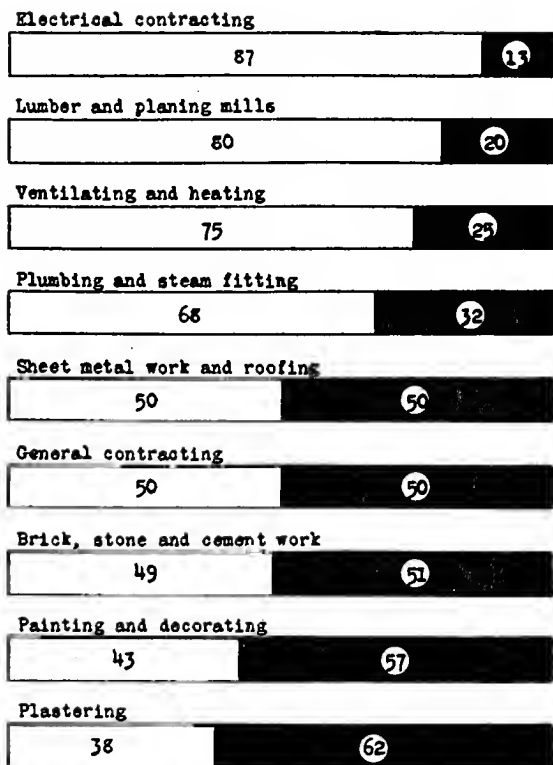 Electrical contracting
87 13
Lumber and planing mills
80 20
Ventilating and heating
75 25
Plumbing and steam fitting
68 32
Sheet metal work and roofing
50 50
General contracting
50 50
Brick, stone and cement work
49 51
Painting and decorating
43 57
Plastering
38 62